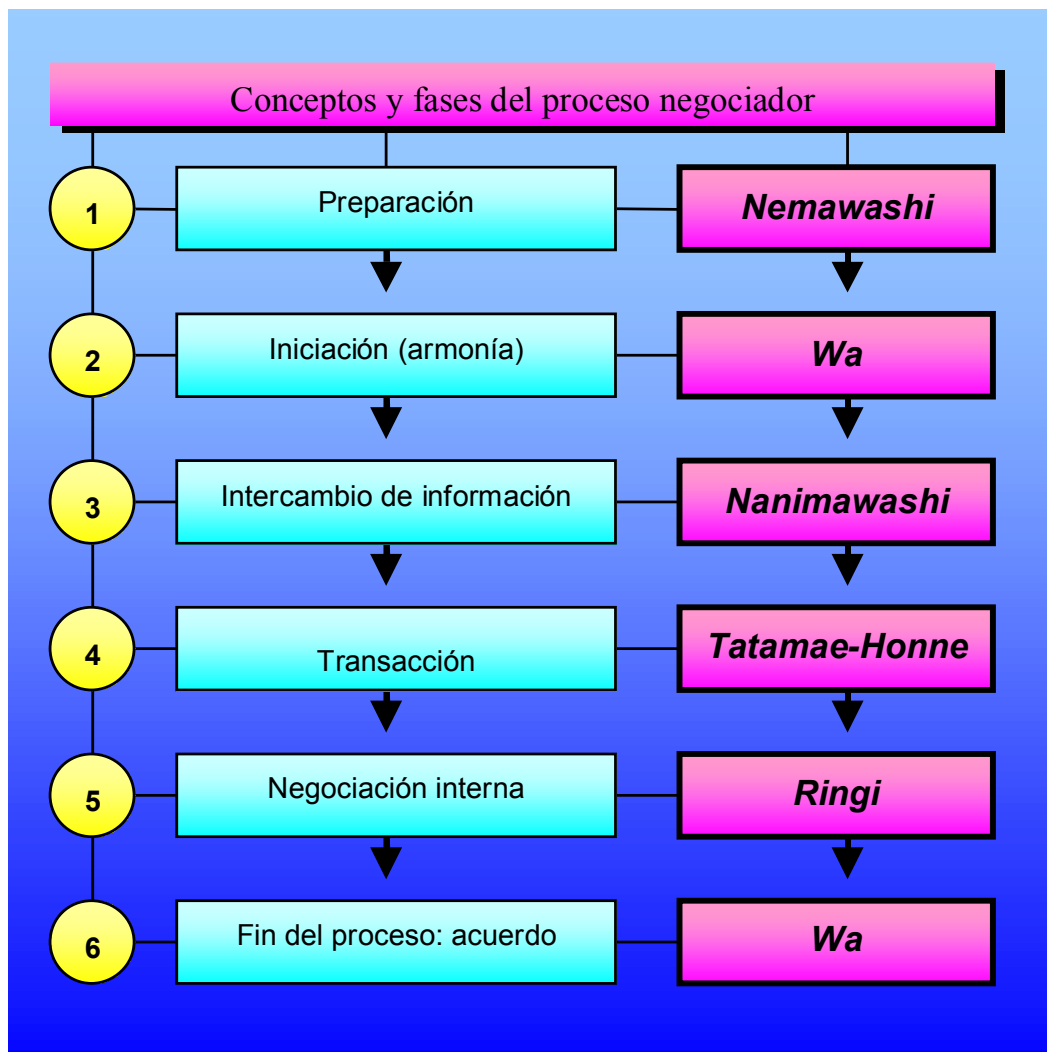 Conceptos y fases del proceso negociador
1
Preparación
Nemawashi
2
Iniciación (armonía)
Wa
3
Intercambio de información
Nanimawashi
4
Transacción
Tatamae-Honne
5
Negociación interna
Ringi
6
Fin del proceso: acuerdo
Wa